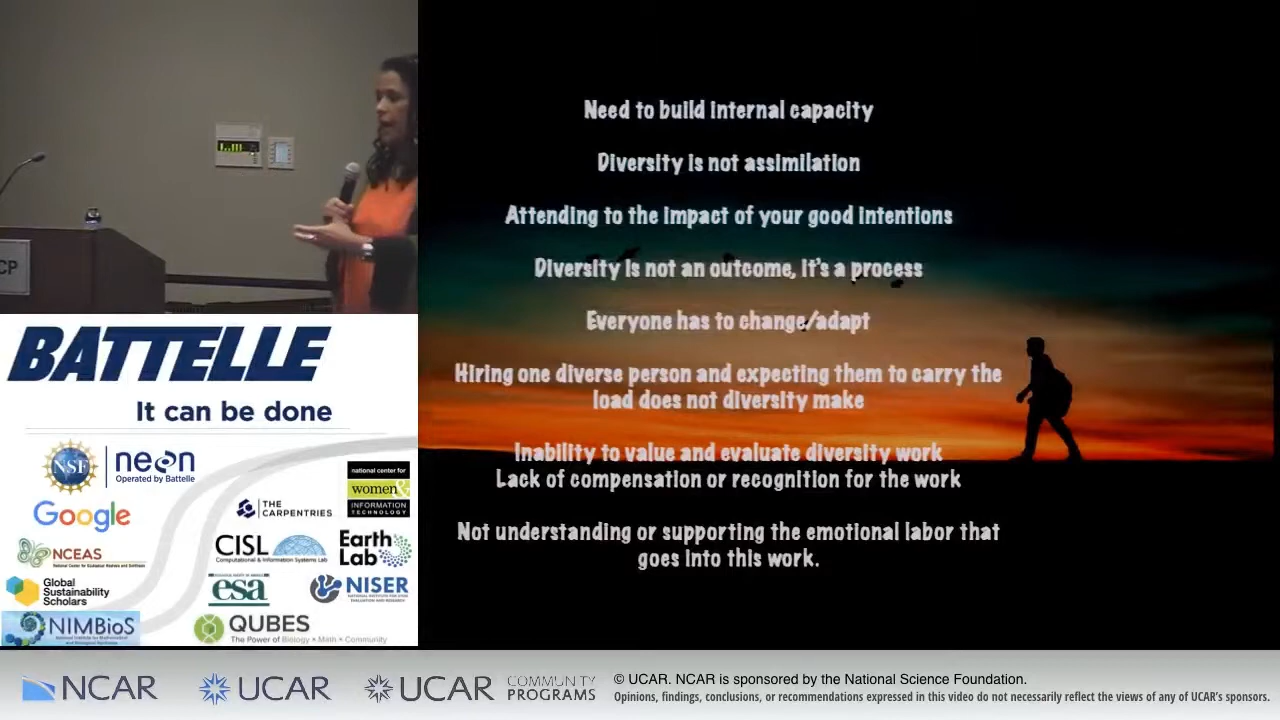 CP
Need to build internal capacity
Diversity is not assimilation
Attending to the impact of your good intentions
Diversity is not an outcome, it's a process
Everyone has to change/adapt
Hiring one diverse person and expecting them to carry the
load does not diversity make
Inability to value and evaluate diversity work
Lack of compensation or recognition for the work
Not understanding or supporting the emotional labor that
goes into this work.
BATTELLE
It can be done
NSF
neon
Operated by Battelle
national center for
women&
INFORMATION
TECHNOLOGY
Google
THE
CARPENTRIES
NCEAS
CISL
Computational & Information Systems Lab
Earth
Lab
Global
Sustainability
Scholars
esa
NISER
NIMBioS
QUBES
The Power of Biology × Math × Community
NCAR
UCAR
UCAR
COMMUNITY
PROGRAMS
© UCAR. NCAR is sponsored by the National Science Foundation.
Opinions, findings, conclusions, or recommendations expressed in this video do not necessarily reflect the views of any of UCAR's sponsors.